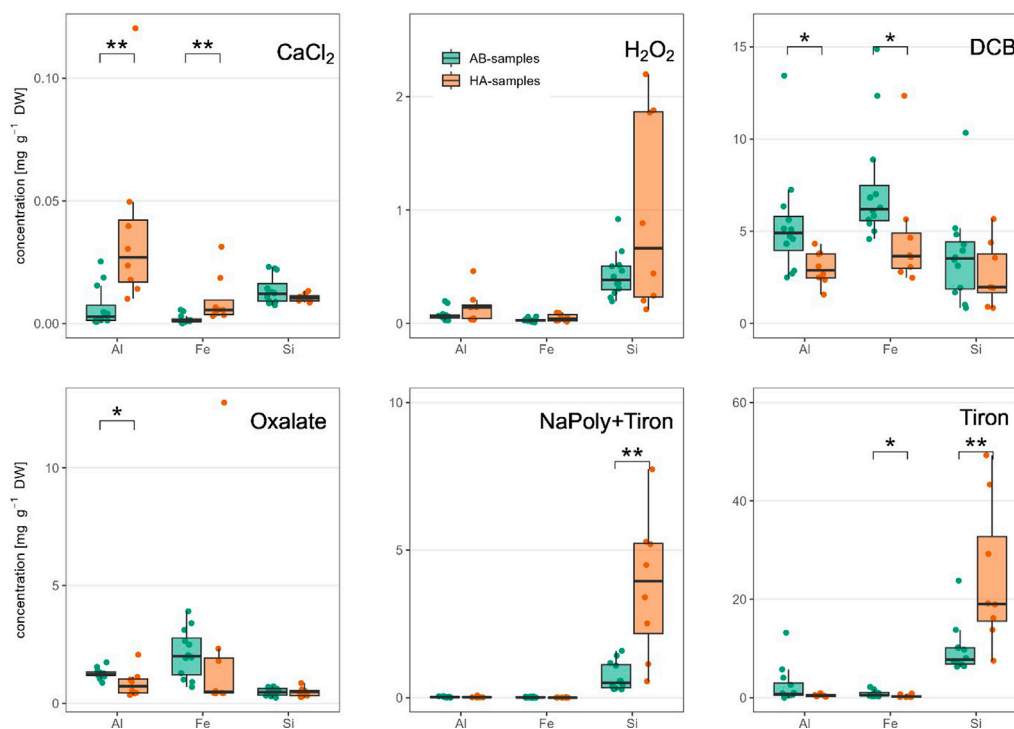 CaCl2
H2O2
DCB
AB-samples
HA-samples
** **
* *
concentration [mg g⁻¹ DW]
0.10
0.05
0.00
2
1
0
15
10
5
0
Al Fe Si
Al Fe Si
Al Fe Si
Oxalate
NaPoly+Tiron
Tiron
*
**
* **
concentration [mg g⁻¹ DW]
10
5
0
10
5
0
60
40
20
0
Al Fe Si
Al Fe Si
Al Fe Si